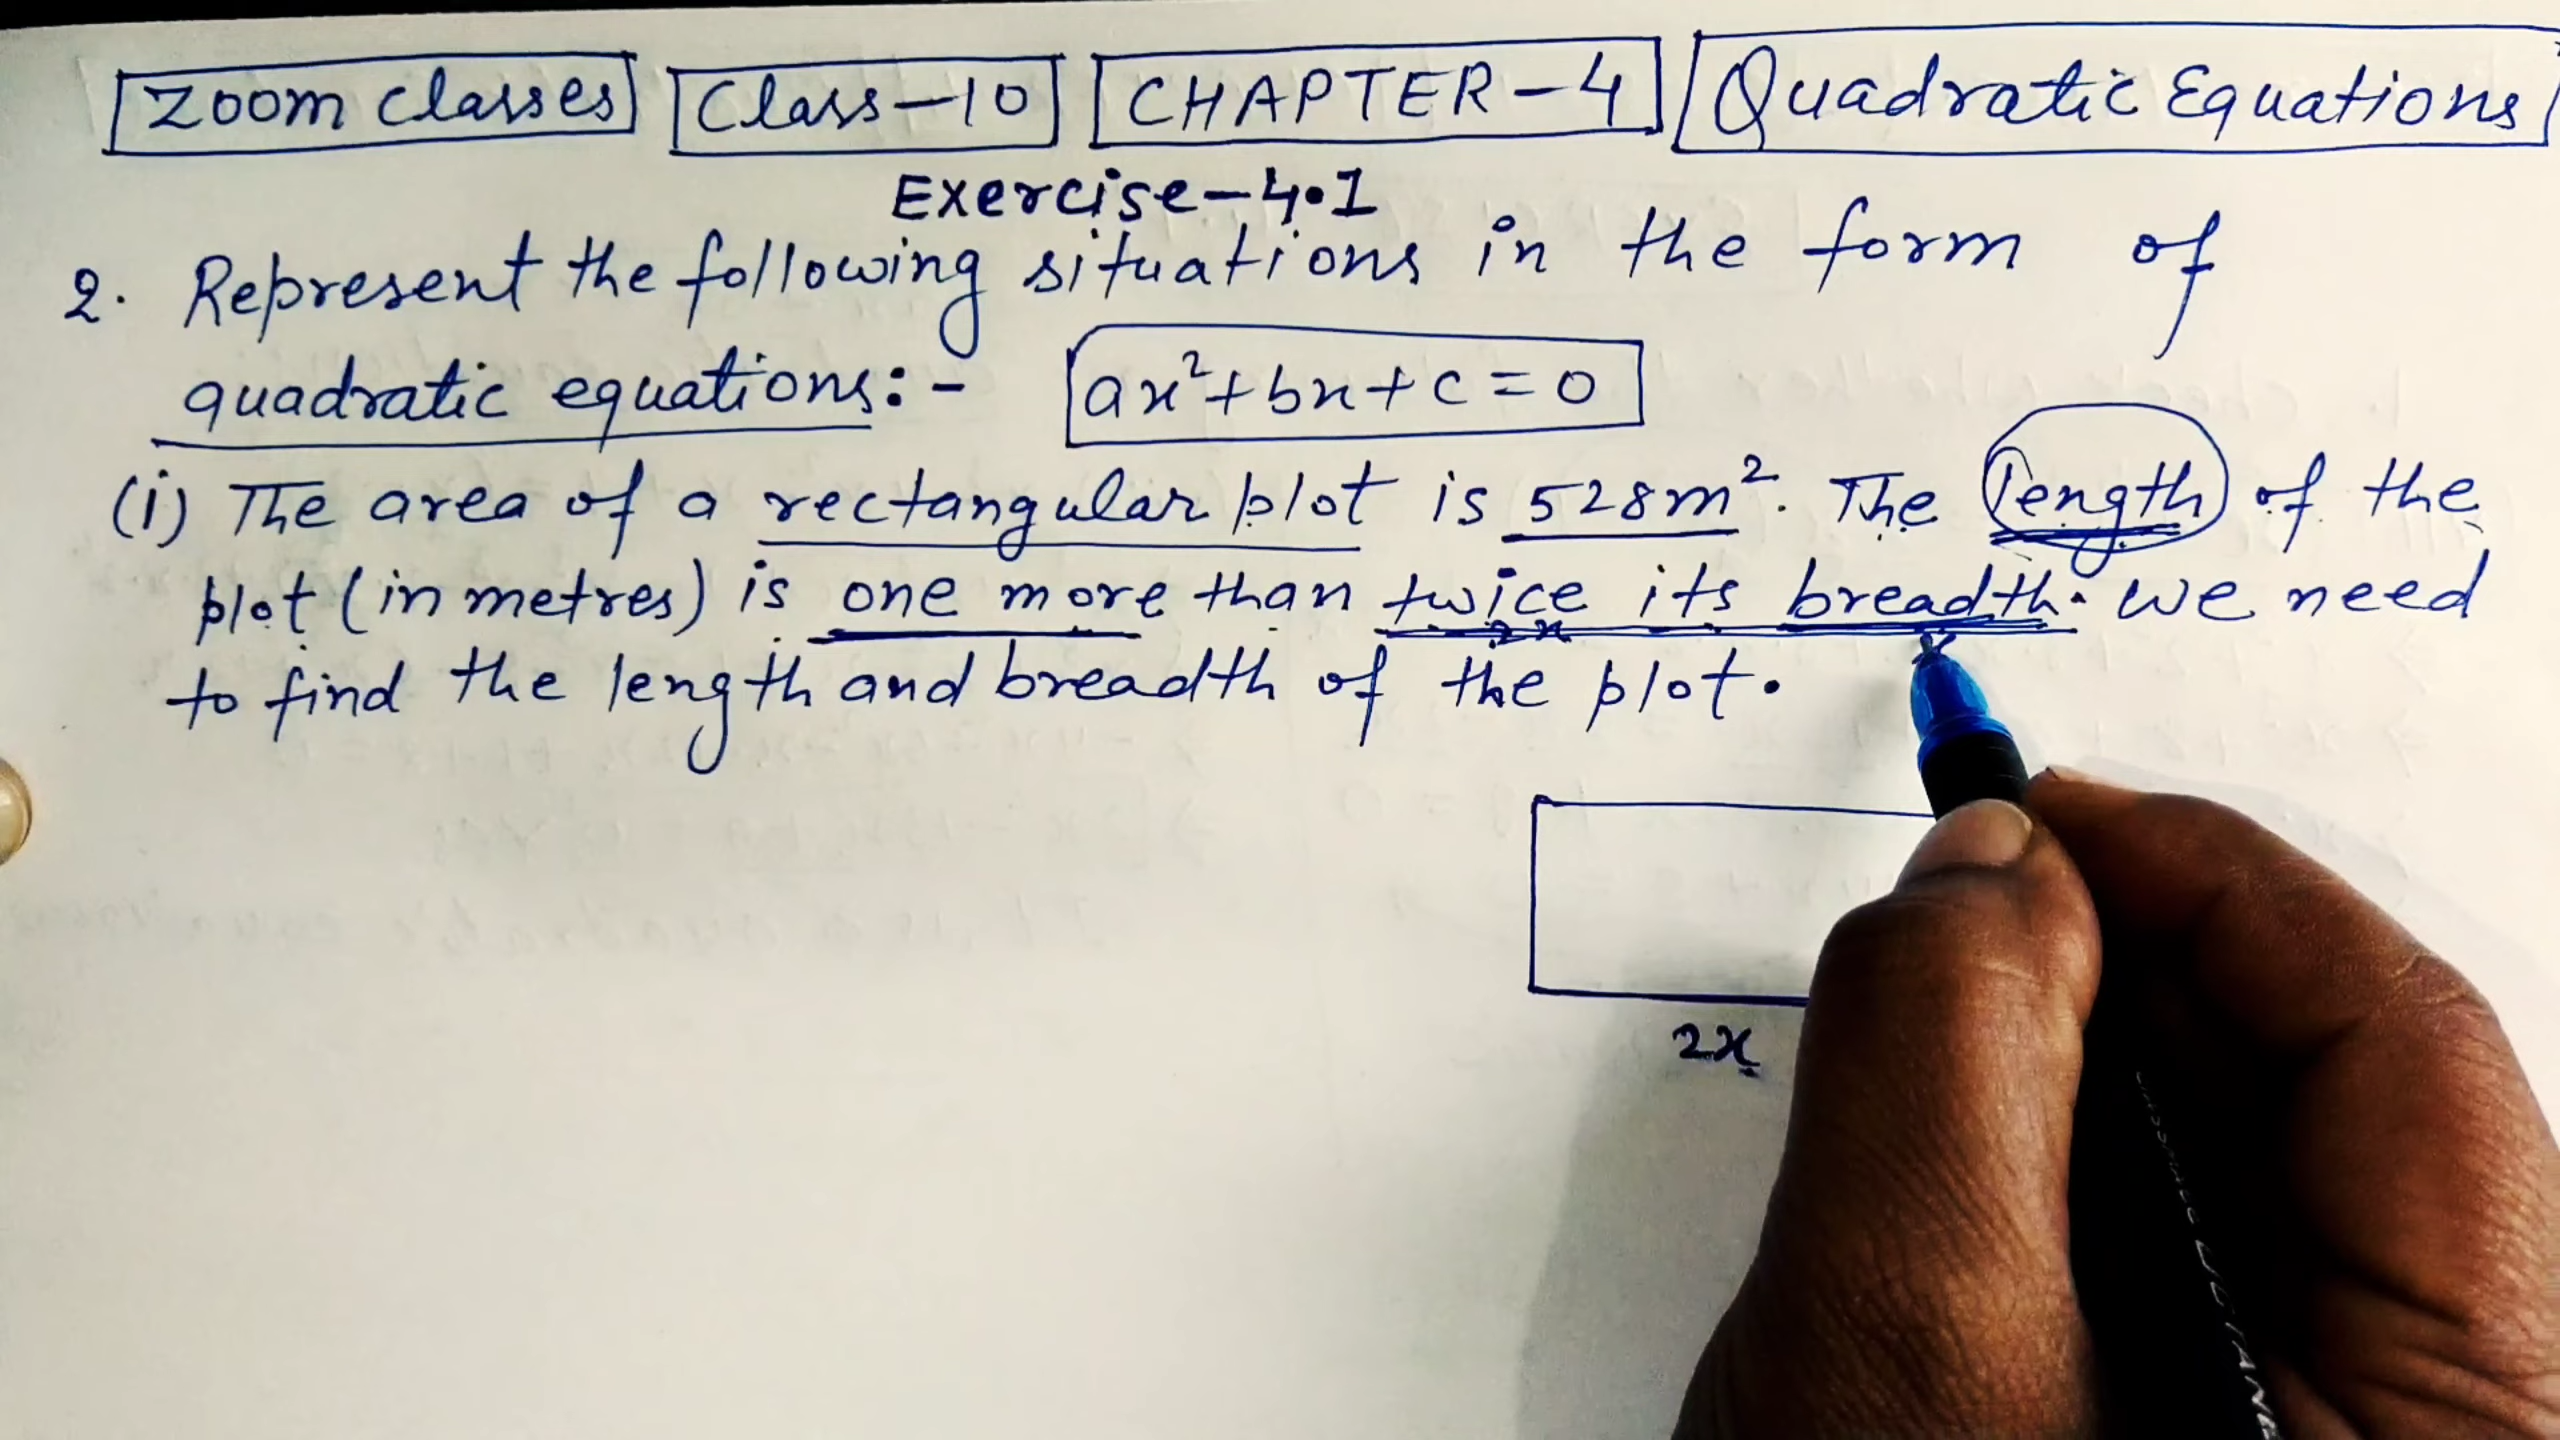 Zoom Classes Class-10 CHAPTER-4 Quadratic Equations
Exercise-4.1
2. Represent the following situations in the form of
quadratic equations:- ax²+bx+c=0
(i) The area of a rectangular plot is 528m². The length of the
plot (in metres) is one more than twice its breadth. We need
2x x
to find the length and breadth of the plot.
2x